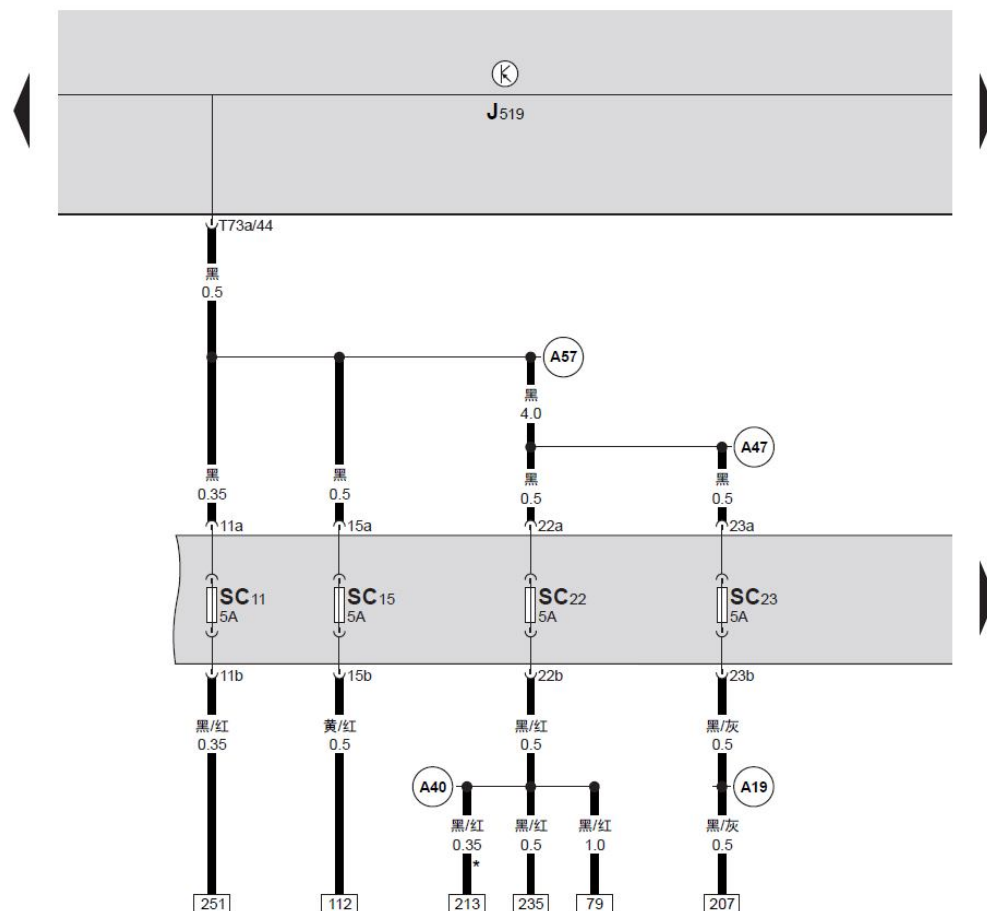 J519
T73a/44
黑
0.5
A57
黑
4.0
A47
黑 黑 黑 黑
0.35 0.5 0.5 0.5
11a 15a 22a 23a
SC11 SC15 SC22 SC23
5A 5A 5A 5A
11b 15b 22b 23b
黑/红 黄/红 黑/红 黑/灰
0.35 0.5 0.5 0.5
A40 A19
黑/红 黑/红 黑/红 黑/灰
0.35 0.5 1.0 0.5
*
251 112 213 235 79 207